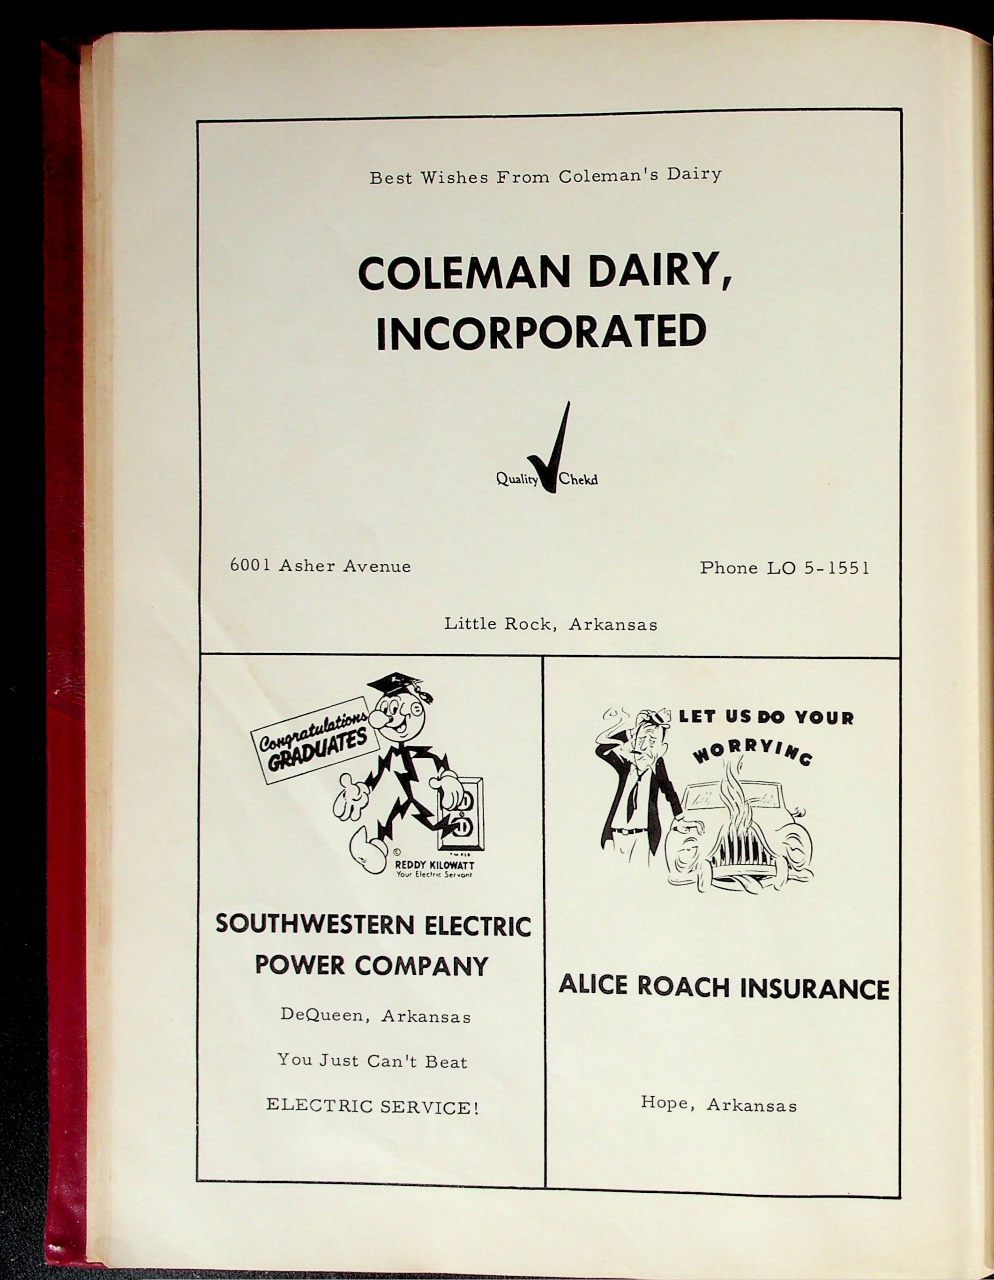 Best Wishes From Coleman's Dairy
COLEMAN DAIRY,
INCORPORATED
Quality Chekd
6001 Asher Avenue
Phone LO 5-1551
Little Rock, Arkansas
Congratulations
GRADUATES
©
REDDY KILOWATT
Your Electric Servant
SOUTHWESTERN ELECTRIC
POWER COMPANY
DeQueen, Arkansas
You Just Can't Beat
ELECTRIC SERVICE!
LET US DO YOUR
WORRYING
ALICE ROACH INSURANCE
Hope, Arkansas